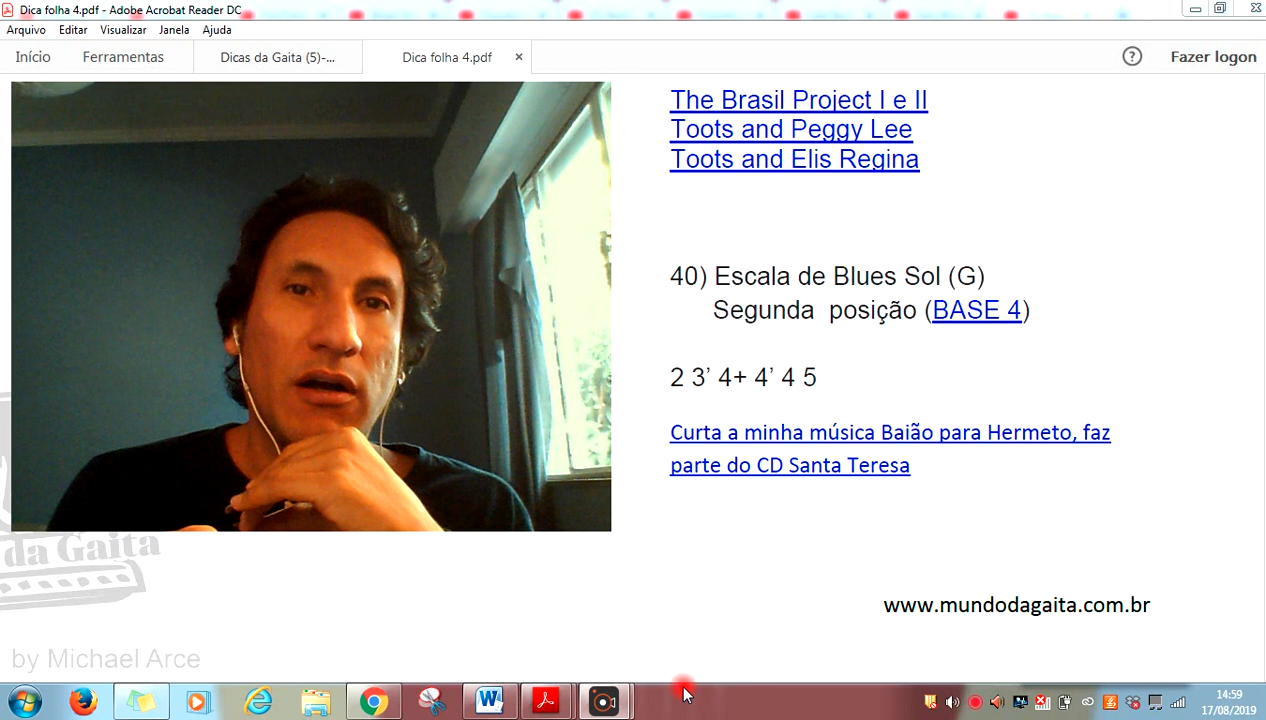 Dica folha 4.pdf - Adobe Acrobat Reader DC
Arquivo Editar Visualizar Janela Ajuda
Início Ferramentas Dicas da Gaita (5)-... Dica folha 4.pdf × ? Fazer logon
The Brasil Project I e II
Toots and Peggy Lee
Toots and Elis Regina
40) Escala de Blues Sol (G)
Segunda posição (BASE 4)
2 3’ 4+ 4’ 4 5
Curta a minha música Baião para Hermeto, faz
parte do CD Santa Teresa
da Gaita
www.mundodagaita.com.br
by Michael Arce
14:59
17/08/2019